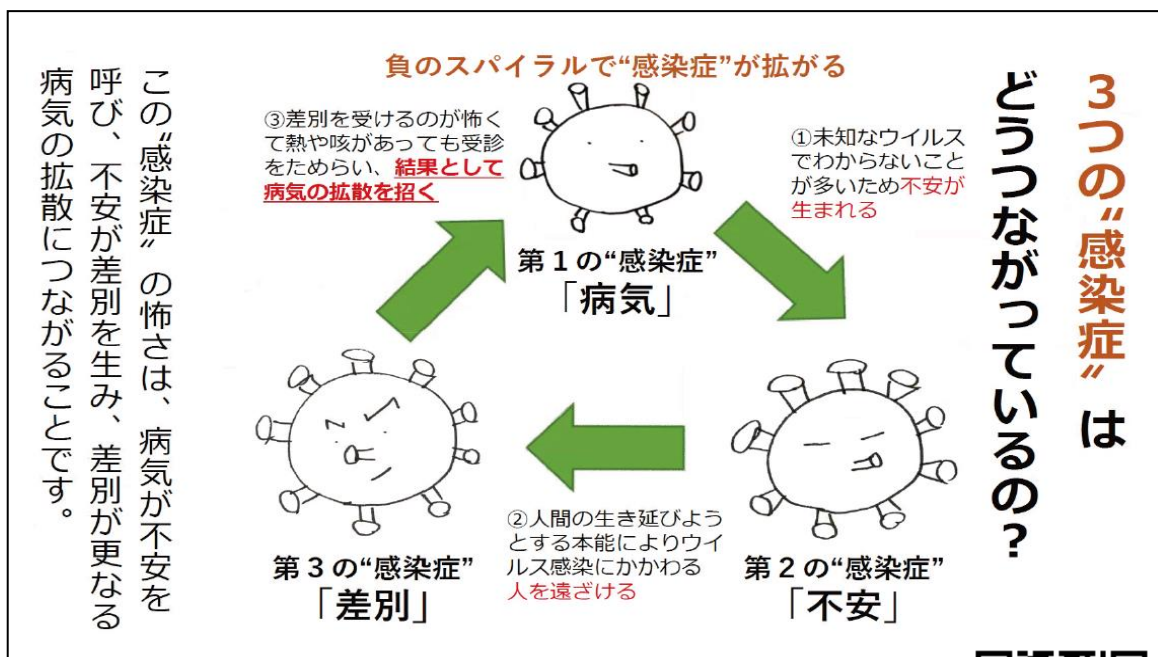 3つの“感染症”は
どうつながっているの？
負のスパイラルで“感染症”が拡がる
①未知なウイルス
でわからないこと
が多いため不安が
生まれる
第１の“感染症”
「病気」
②人間の生き延びよう
とする本能によりウイ
ルス感染にかかわる
人を遠ざける
第２の“感染症”
「不安」
③差別を受けるのが怖く
て熱や咳があっても受診
をためらい、結果として
病気の拡散を招く
第３の“感染症”
「差別」
この“感染症”の怖さは、病気が不安を
呼び、不安が差別を生み、差別が更なる
病気の拡散につながることです。